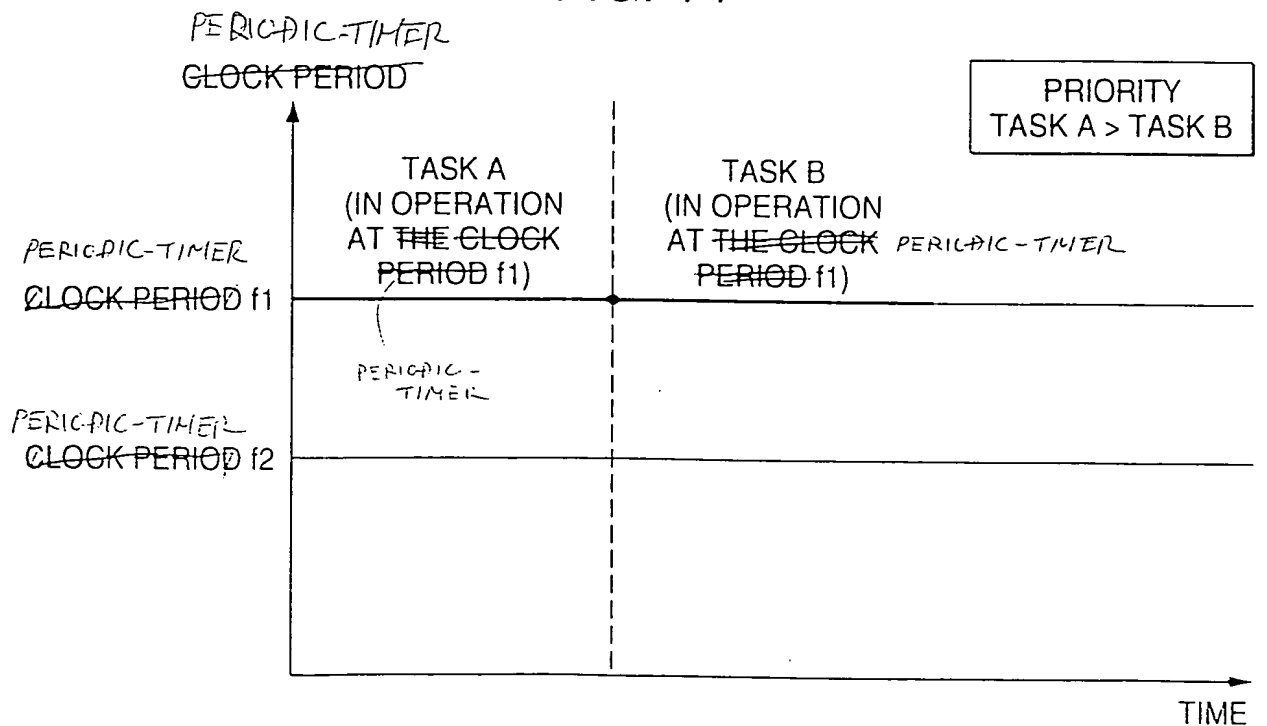 PERIODIC-TIMER
CLOCK PERIOD
PRIORITY
TASK A > TASK B
TASK A
(IN OPERATION
AT THE CLOCK
PERIOD f1)
TASK B
(IN OPERATION
AT THE CLOCK PERIODIC-TIMER
PERIOD f1)
PERIODIC-TIMER
CLOCK PERIOD f1
PERIODIC-
TIMER
PERIODIC-TIMER
CLOCK PERIOD f2
TIME